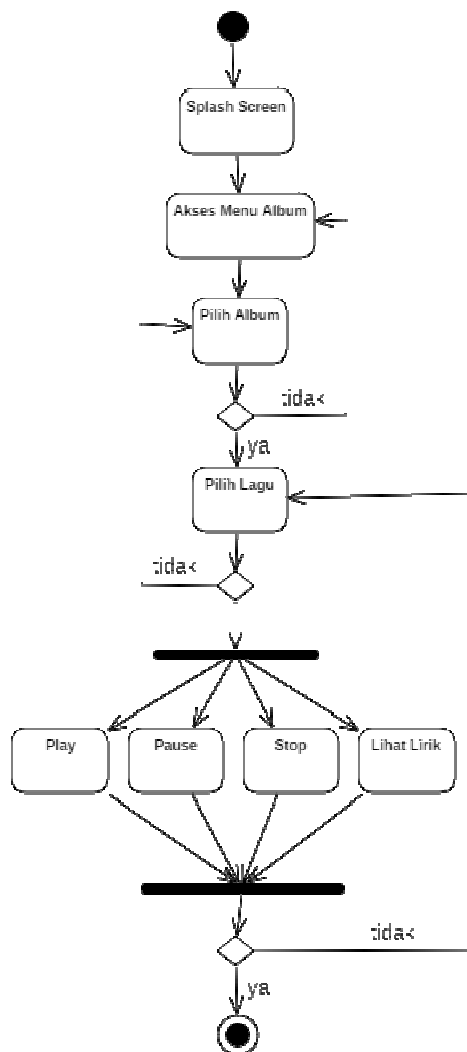 Splash Screen
Akses Menu Album
Pilih Album
tidak
ya
Pilih Lagu
tidak
Play
Pause
Stop
Lihat Lirik
tidak
ya